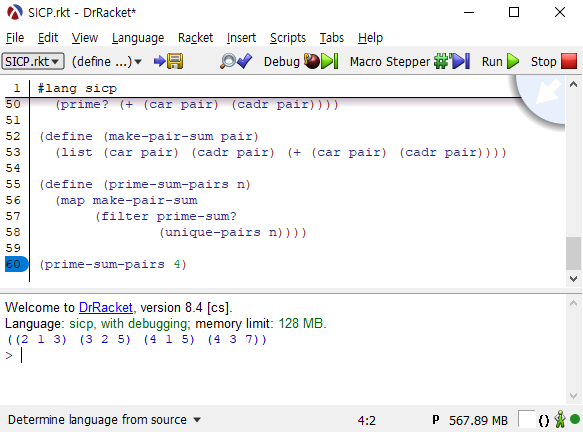 SICP.rkt - DrRacket*
File Edit View Language Racket Insert Scripts Tabs Help
SICP.rkt▾ (define ...)▾ Debug Macro Stepper Run Stop
1 #lang sicp
50 (prime? (+ (car pair) (cadr pair))))
51
52 (define (make-pair-sum pair)
53 (list (car pair) (cadr pair) (+ (car pair) (cadr pair))))
54
55 (define (prime-sum-pairs n)
56 (map make-pair-sum
57 (filter prime-sum?
58 (unique-pairs n))))
59
60 (prime-sum-pairs 4)
Welcome to DrRacket, version 8.4 [cs].
Language: sicp, with debugging; memory limit: 128 MB.
((2 1 3) (3 2 5) (4 1 5) (4 3 7))
>
Determine language from source ▾ 4:2 P 567.89 MB ()